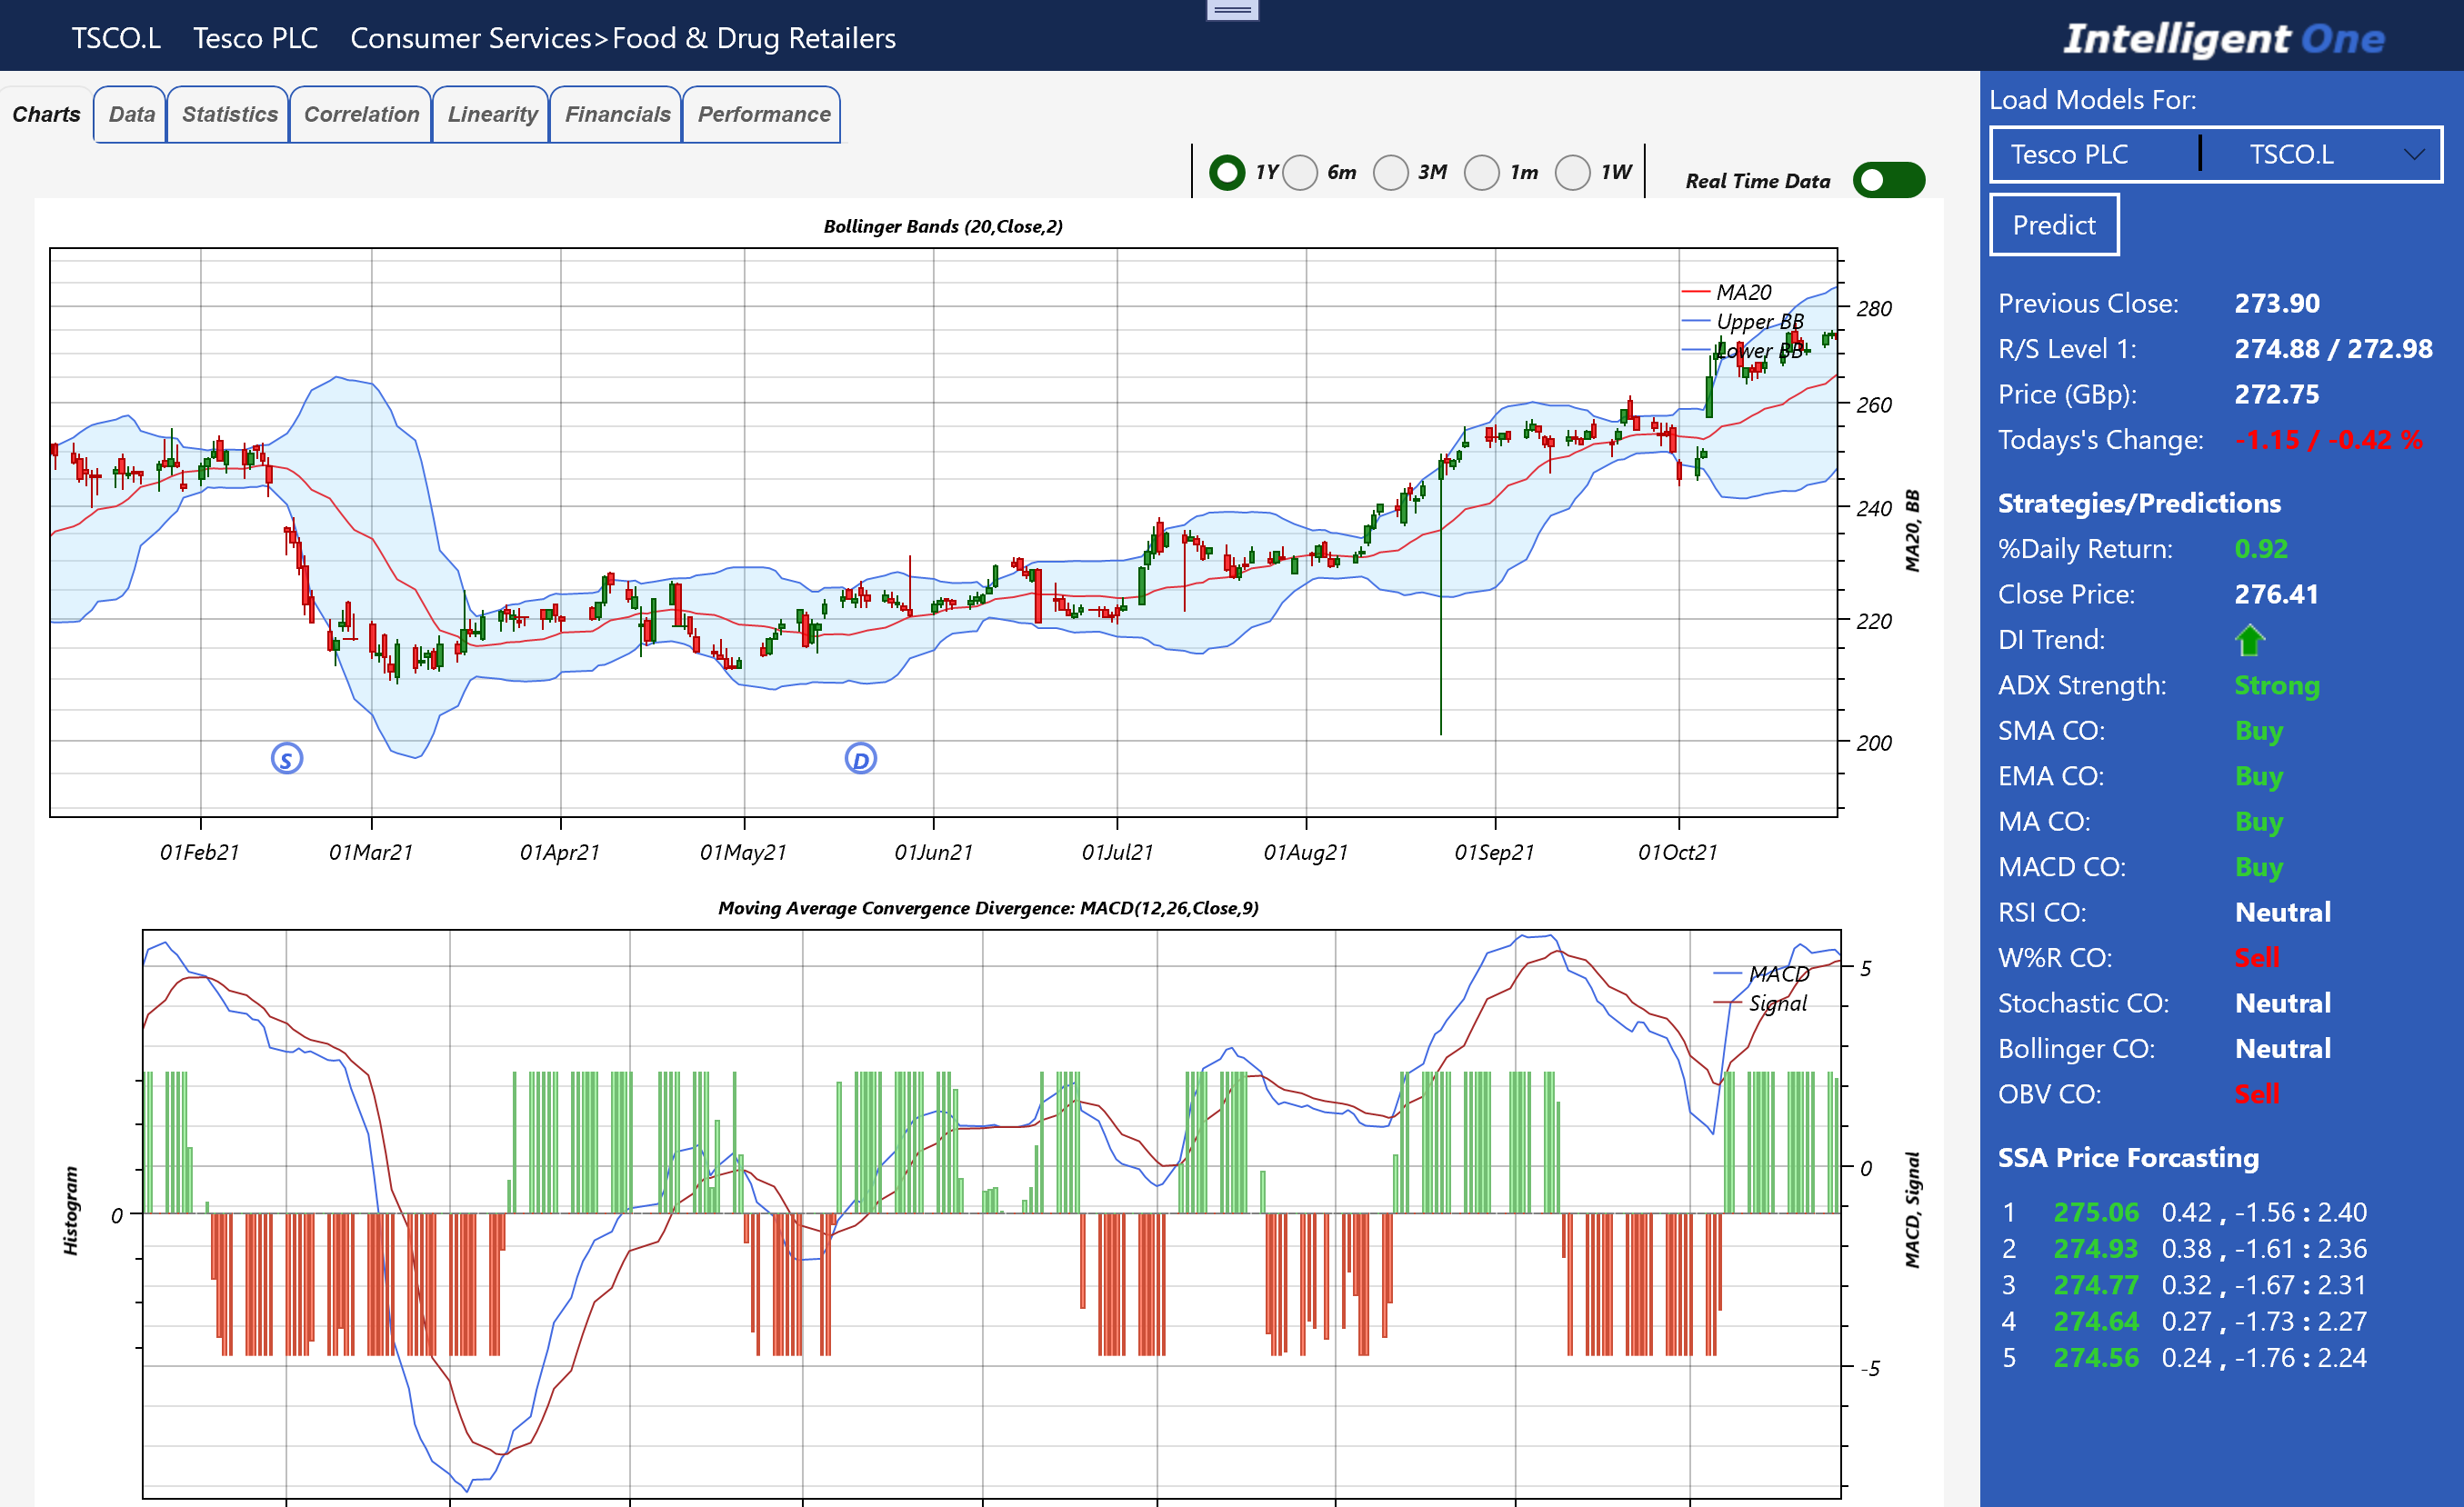 TSCO.L Tesco PLC Consumer Services>Food & Drug Retailers
Intelligent One
Charts Data Statistics Correlation Linearity Financials Performance
1Y 6m 3M 1m 1W Real Time Data
Bollinger Bands (20,Close,2)
MA20
Upper BB
Lower BB
280
260
240
220
200
MA20, BB
S
D
01Feb21 01Mar21 01Apr21 01May21 01Jun21 01Jul21 01Aug21 01Sep21 01Oct21
Moving Average Convergence Divergence: MACD(12,26,Close,9)
MACD
Signal
5
0
-5
MACD, Signal
0
Histogram
Load Models For:
Tesco PLC TSCO.L
Predict
Previous Close: 273.90
R/S Level 1: 274.88 / 272.98
Price (GBp): 272.75
Todays's Change: -1.15 / -0.42 %
Strategies/Predictions
%Daily Return: 0.92
Close Price: 276.41
DI Trend:
ADX Strength: Strong
SMA CO: Buy
EMA CO: Buy
MA CO: Buy
MACD CO: Buy
RSI CO: Neutral
W%R CO: Sell
Stochastic CO: Neutral
Bollinger CO: Neutral
OBV CO: Sell
SSA Price Forcasting
1 275.06 0.42 , -1.56 : 2.40
2 274.93 0.38 , -1.61 : 2.36
3 274.77 0.32 , -1.67 : 2.31
4 274.64 0.27 , -1.73 : 2.27
5 274.56 0.24 , -1.76 : 2.24